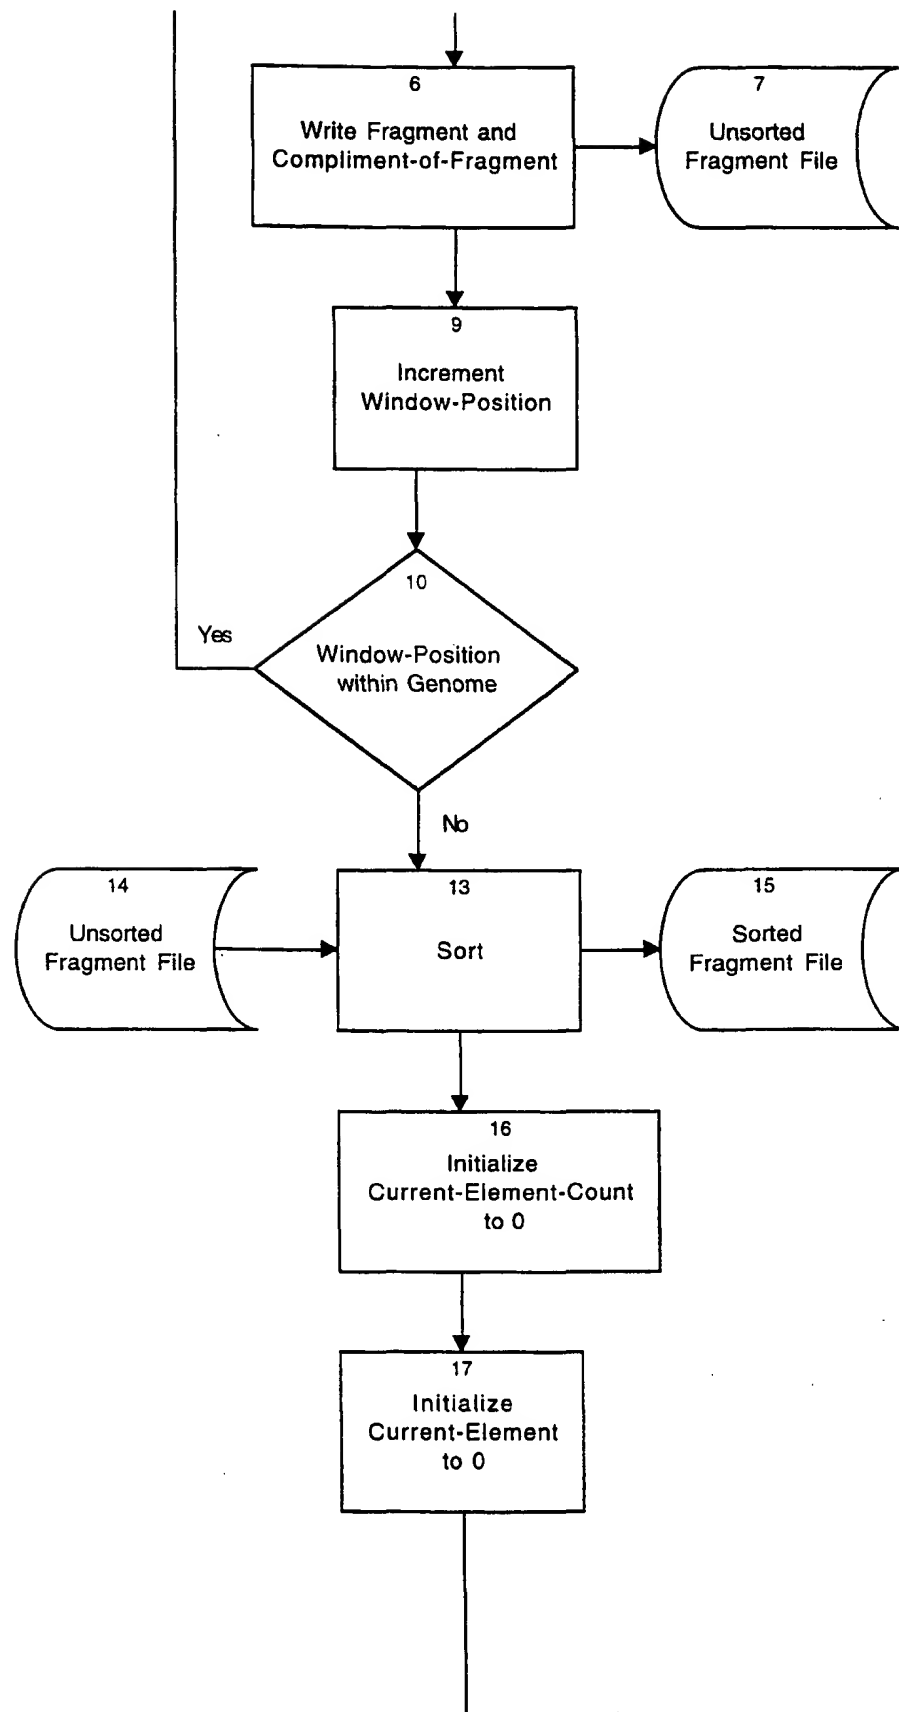 6
Write Fragment and
Compliment-of-Fragment
7
Unsorted
Fragment File
9
Increment
Window-Position
10
Window-Position
within Genome
Yes
No
14
Unsorted
Fragment File
13
Sort
15
Sorted
Fragment File
16
Initialize
Current-Element-Count
to 0
17
Initialize
Current-Element
to 0